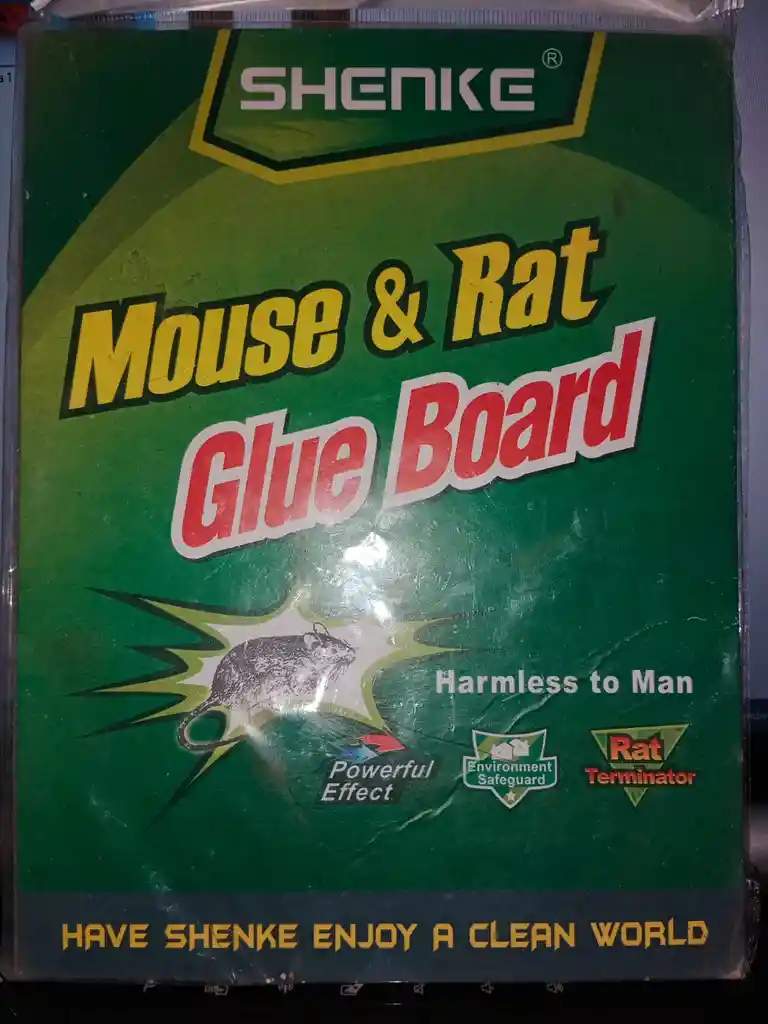 SHENKE ®
Mouse & Rat
Glue Board
Harmless to Man
Powerful
Effect
Environment
Safeguard
Rat
Terminator
HAVE SHENKE ENJOY A CLEAN WORLD